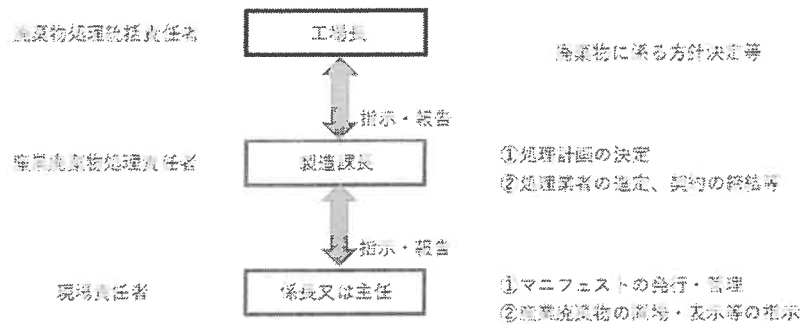 廃棄物処理統括責任者
工場長
廃棄物に係る方針決定等
指示・報告
産業廃棄物処理責任者
製造課長
①処理計画の決定
②処理業者の選定、契約の締結等
指示・報告
現場責任者
係長又は主任
①マニフェストの発行・管理
②産業廃棄物の置場・表示等の指示